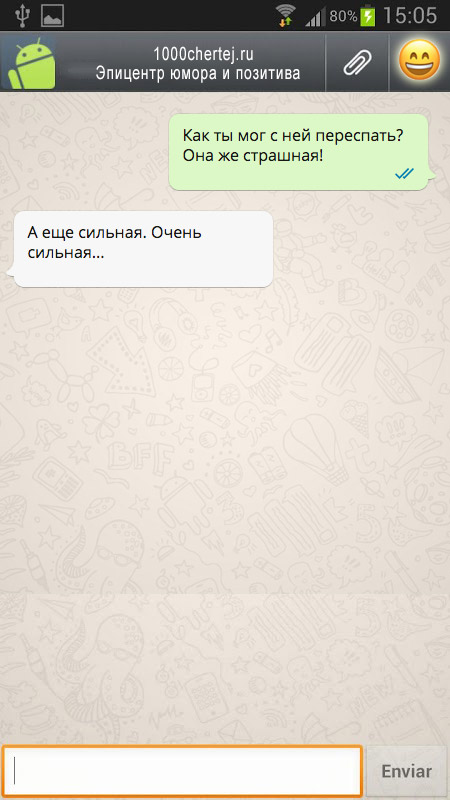 80% 15:05
1000chertej.ru
Эпицентр юмора и позитива
Как ты мог с ней переспать?
Она же страшная!
А еще сильная. Очень
сильная...
BFF
Enviar